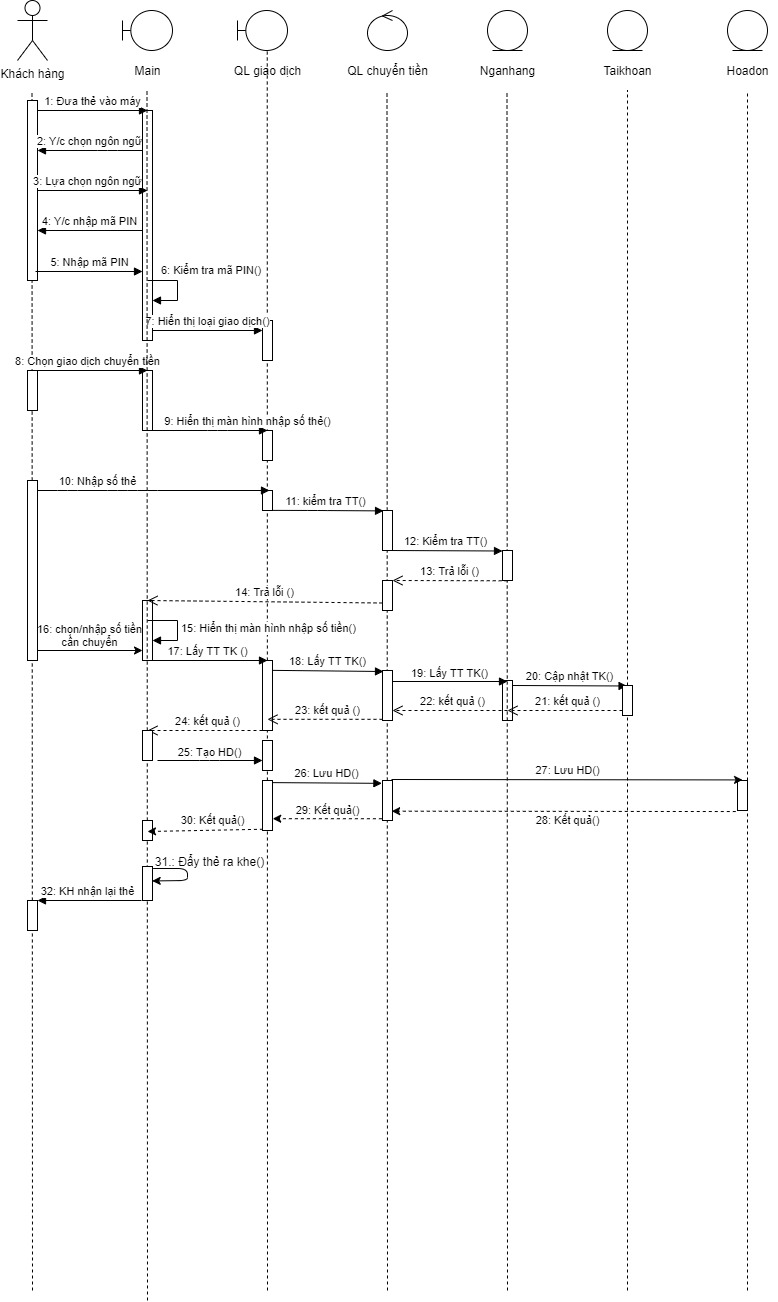 Khách hàng
Main
QL giao dịch
QL chuyển tiền
Nganhang
Taikhoan
Hoadon
1: Đưa thẻ vào máy
2: Y/c chọn ngôn ngữ
3: Lựa chọn ngôn ngữ
4: Y/c nhập mã PIN
5: Nhập mã PIN
6: Kiểm tra mã PIN()
7: Hiển thị loại giao dịch()
8: Chọn giao dịch chuyển tiền
9: Hiển thị màn hình nhập số thẻ()
10: Nhập số thẻ
11: kiểm tra TT()
12: Kiểm tra TT()
13: Trả lỗi ()
14: Trả lỗi ()
15: Hiển thị màn hình nhập số tiền()
16: chọn/nhập số tiền
cần chuyển
17: Lấy TT TK ()
18: Lấy TT TK()
19: Lấy TT TK()
20: Cập nhật TK()
21: kết quả ()
22: kết quả ()
23: kết quả ()
24: kết quả ()
25: Tạo HD()
26: Lưu HD()
27: Lưu HD()
28: Kết quả()
29: Kết quả()
30: Kết quả()
31.: Đẩy thẻ ra khe()
32: KH nhận lại thẻ